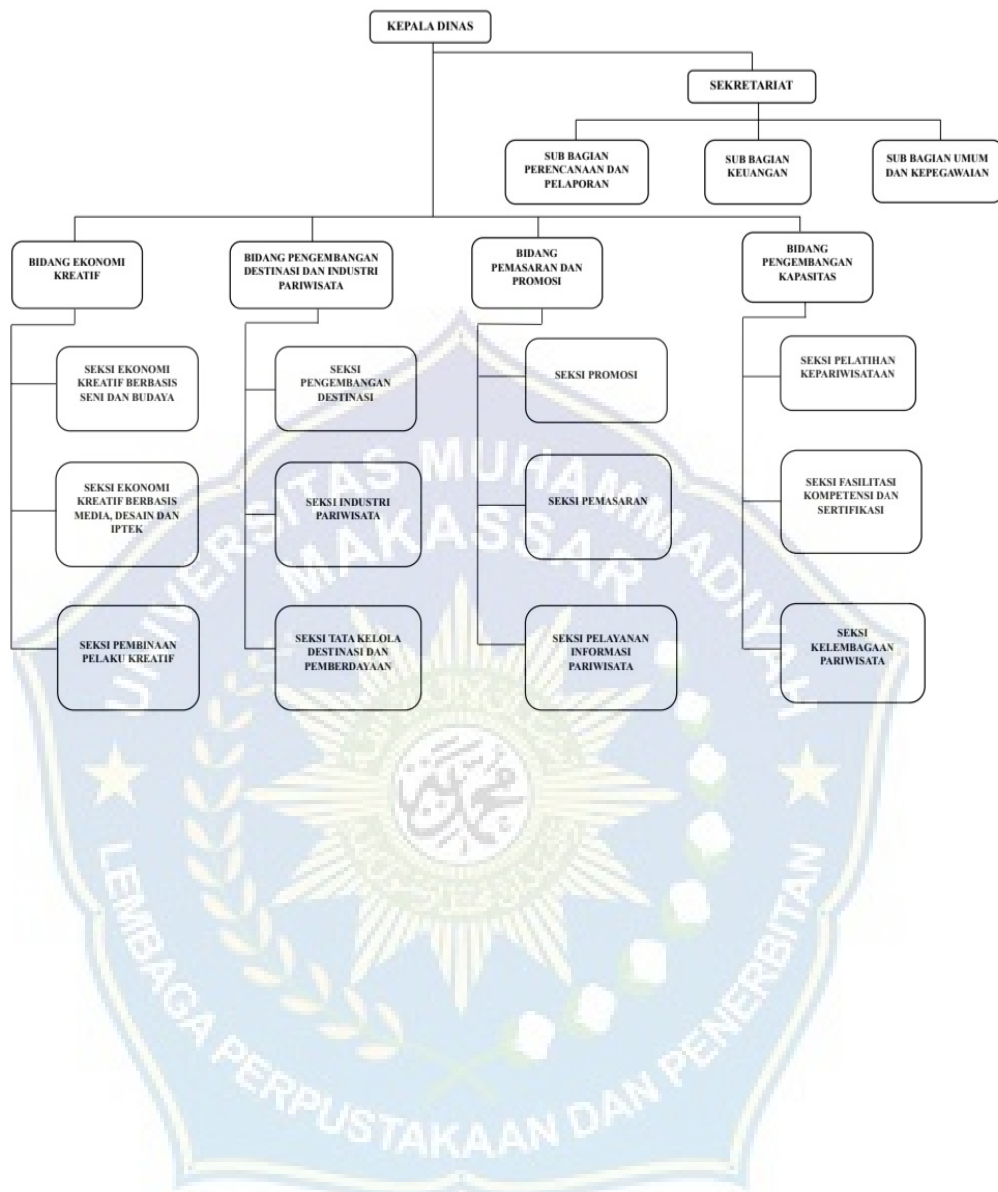 KEPALA DINAS
SEKRETARIAT
SUB BAGIAN
PERENCANAAN DAN
PELAPORAN
SUB BAGIAN
KEUANGAN
SUB BAGIAN UMUM
DAN KEPEGAWAIAN
BIDANG EKONOMI
KREATIF
BIDANG PENGEMBANGAN
DESTINASI DAN INDUSTRI
PARIWISATA
BIDANG
PEMASARAN DAN
PROMOSI
BIDANG
PENGEMBANGAN
KAPASITAS
SEKSI EKONOMI
KREATIF BERBASIS
SENI DAN BUDAYA
SEKSI
PENGEMBANGAN
DESTINASI
SEKSI PROMOSI
SEKSI PELATIHAN
KEPARIWISATAAN
SEKSI EKONOMI
KREATIF BERBASIS
MEDIA, DESAIN DAN
IPTEK
SEKSI INDUSTRI
PARIWISATA
SEKSI PEMASARAN
SEKSI FASILITASI
KOMPETENSI DAN
SERTIFIKASI
SEKSI PEMBINAAN
PELAKU KREATIF
SEKSI TATA KELOLA
DESTINASI DAN
PEMBERDAYAAN
SEKSI PELAYANAN
INFORMASI
PARIWISATA
SEKSI
KELEMBAGAAN
PARIWISATA
UNIVERSITAS MUHAMMADIYAH
MAKASSAR
LEMBAGA PERPUSTAKAAN DAN PENERBITAN